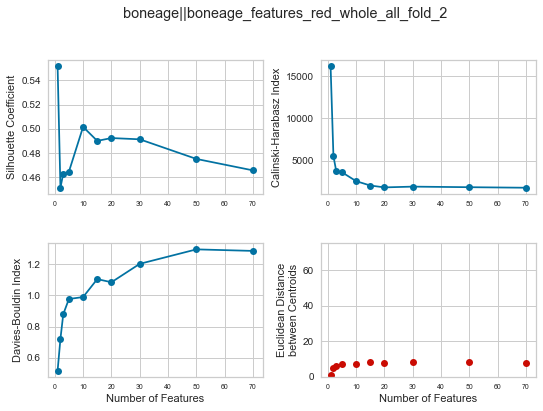 boneage||boneage_features_red_whole_all_fold_2
Silhouette Coefficient
0.54
0.52
0.50
0.48
0.46
0 10 20 30 40 50 60 70
Calinski-Harabasz Index
15000
10000
5000
0 10 20 30 40 50 60 70
Davies-Bouldin Index
1.2
1.0
0.8
0.6
0 10 20 30 40 50 60 70
Number of Features
Euclidean Distance
between Centroids
60
40
20
0
0 10 20 30 40 50 60 70
Number of Features